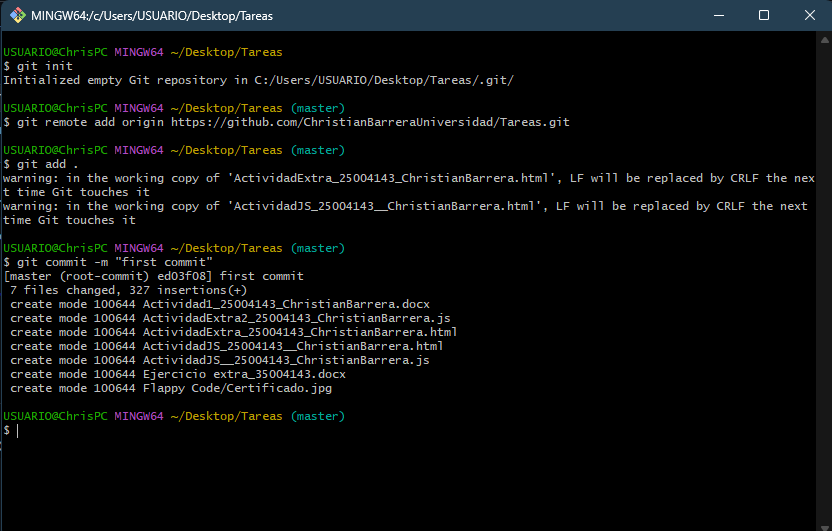 MINGW64:/c/Users/USUARIO/Desktop/Tareas
USUARIO@ChrisPC MINGW64 ~/Desktop/Tareas
$ git init
Initialized empty Git repository in C:/Users/USUARIO/Desktop/Tareas/.git/
USUARIO@ChrisPC MINGW64 ~/Desktop/Tareas (master)
$ git remote add origin https://github.com/ChristianBarreraUniversidad/Tareas.git
USUARIO@ChrisPC MINGW64 ~/Desktop/Tareas (master)
$ git add .
warning: in the working copy of 'ActividadExtra_25004143_ChristianBarrera.html', LF will be replaced by CRLF the nex
t time Git touches it
warning: in the working copy of 'ActividadJS_25004143__ChristianBarrera.html', LF will be replaced by CRLF the next
time Git touches it
USUARIO@ChrisPC MINGW64 ~/Desktop/Tareas (master)
$ git commit -m "first commit"
[master (root-commit) ed03f08] first commit
 7 files changed, 327 insertions(+)
 create mode 100644 Actividad1_25004143_ChristianBarrera.docx
 create mode 100644 ActividadExtra2_25004143_ChristianBarrera.js
 create mode 100644 ActividadExtra_25004143_ChristianBarrera.html
 create mode 100644 ActividadJS_25004143__ChristianBarrera.html
 create mode 100644 ActividadJS__25004143_ChristianBarrera.js
 create mode 100644 Ejercicio extra_35004143.docx
 create mode 100644 Flappy Code/Certificado.jpg
USUARIO@ChrisPC MINGW64 ~/Desktop/Tareas (master)
$